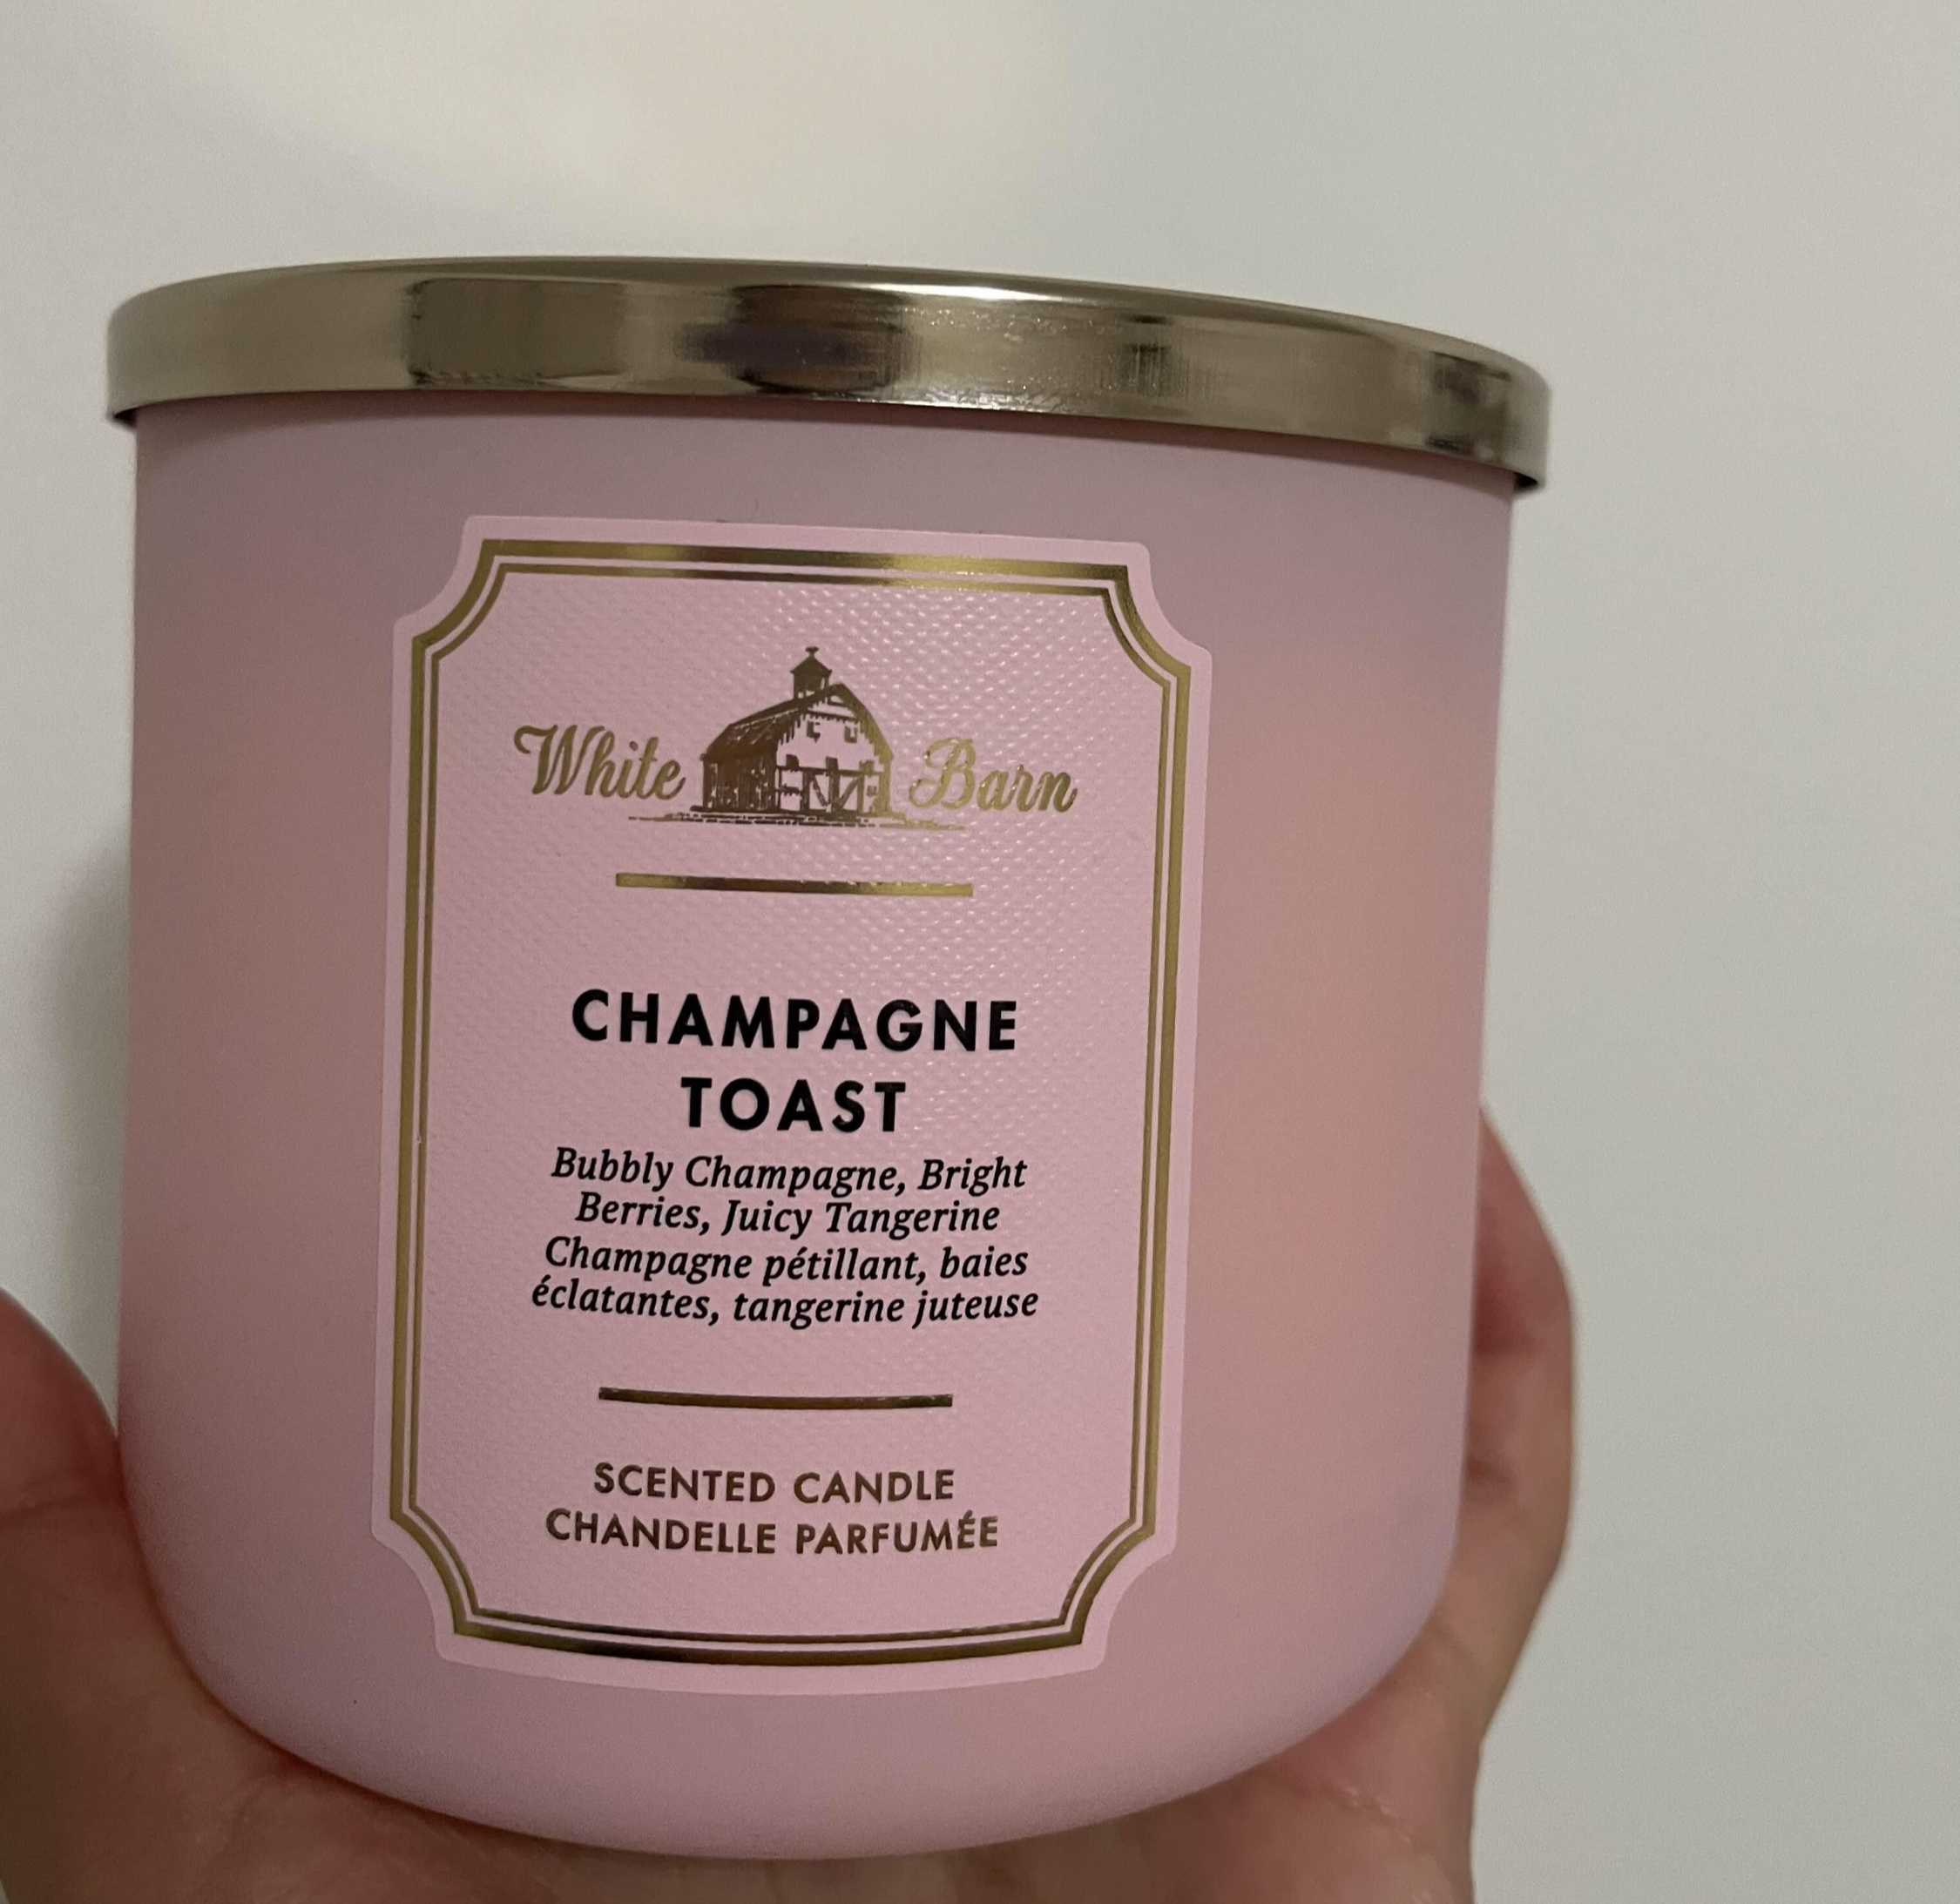 White Barn
CHAMPAGNE
TOAST
Bubbly Champagne, Bright
Berries, Juicy Tangerine
Champagne pétillant, baies
éclatantes, tangerine juteuse
SCENTED CANDLE
CHANDELLE PARFUMÉE